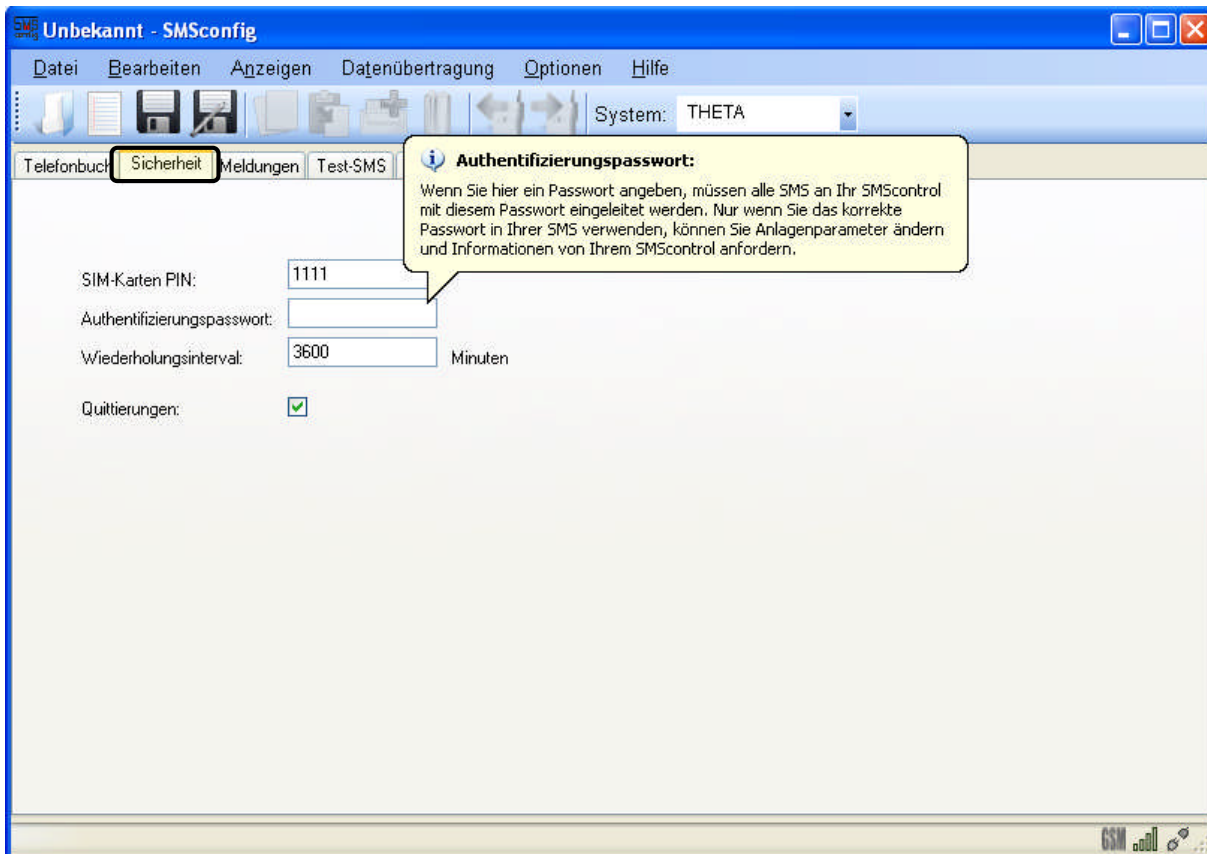 Unbekannt - SMSconfig
Datei Bearbeiten Anzeigen Datenübertragung Optionen Hilfe
System: THETA
Telefonbuch Sicherheit Meldungen Test-SMS
Authentifizierungspasswort:
Wenn Sie hier ein Passwort angeben, müssen alle SMS an Ihr SMScontrol
mit diesem Passwort eingeleitet werden. Nur wenn Sie das korrekte
Passwort in Ihrer SMS verwenden, können Sie Anlagenparameter ändern
und Informationen von Ihrem SMScontrol anfordern.
SIM-Karten PIN: 1111
Authentifizierungspasswort:
Wiederholungsinterval: 3600 Minuten
Quittierungen:
GSM